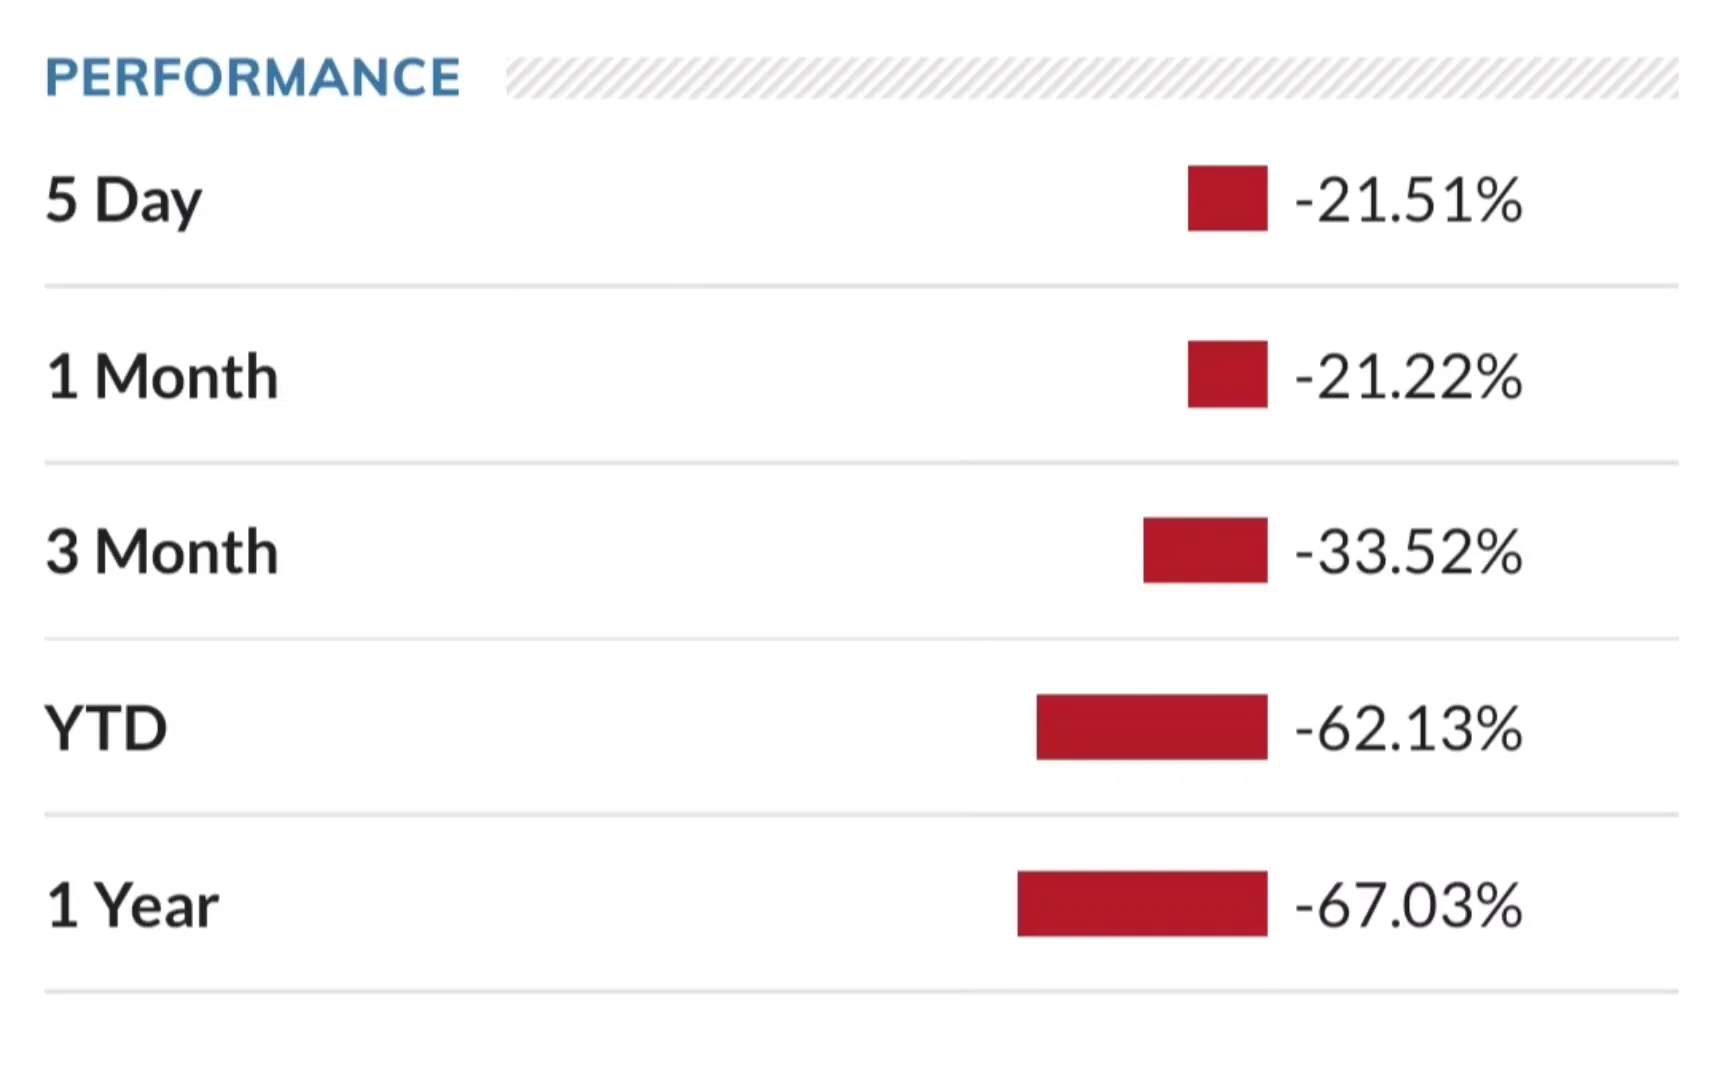 PERFORMANCE
5 Day -21.51%
1 Month -21.22%
3 Month -33.52%
YTD -62.13%
1 Year -67.03%